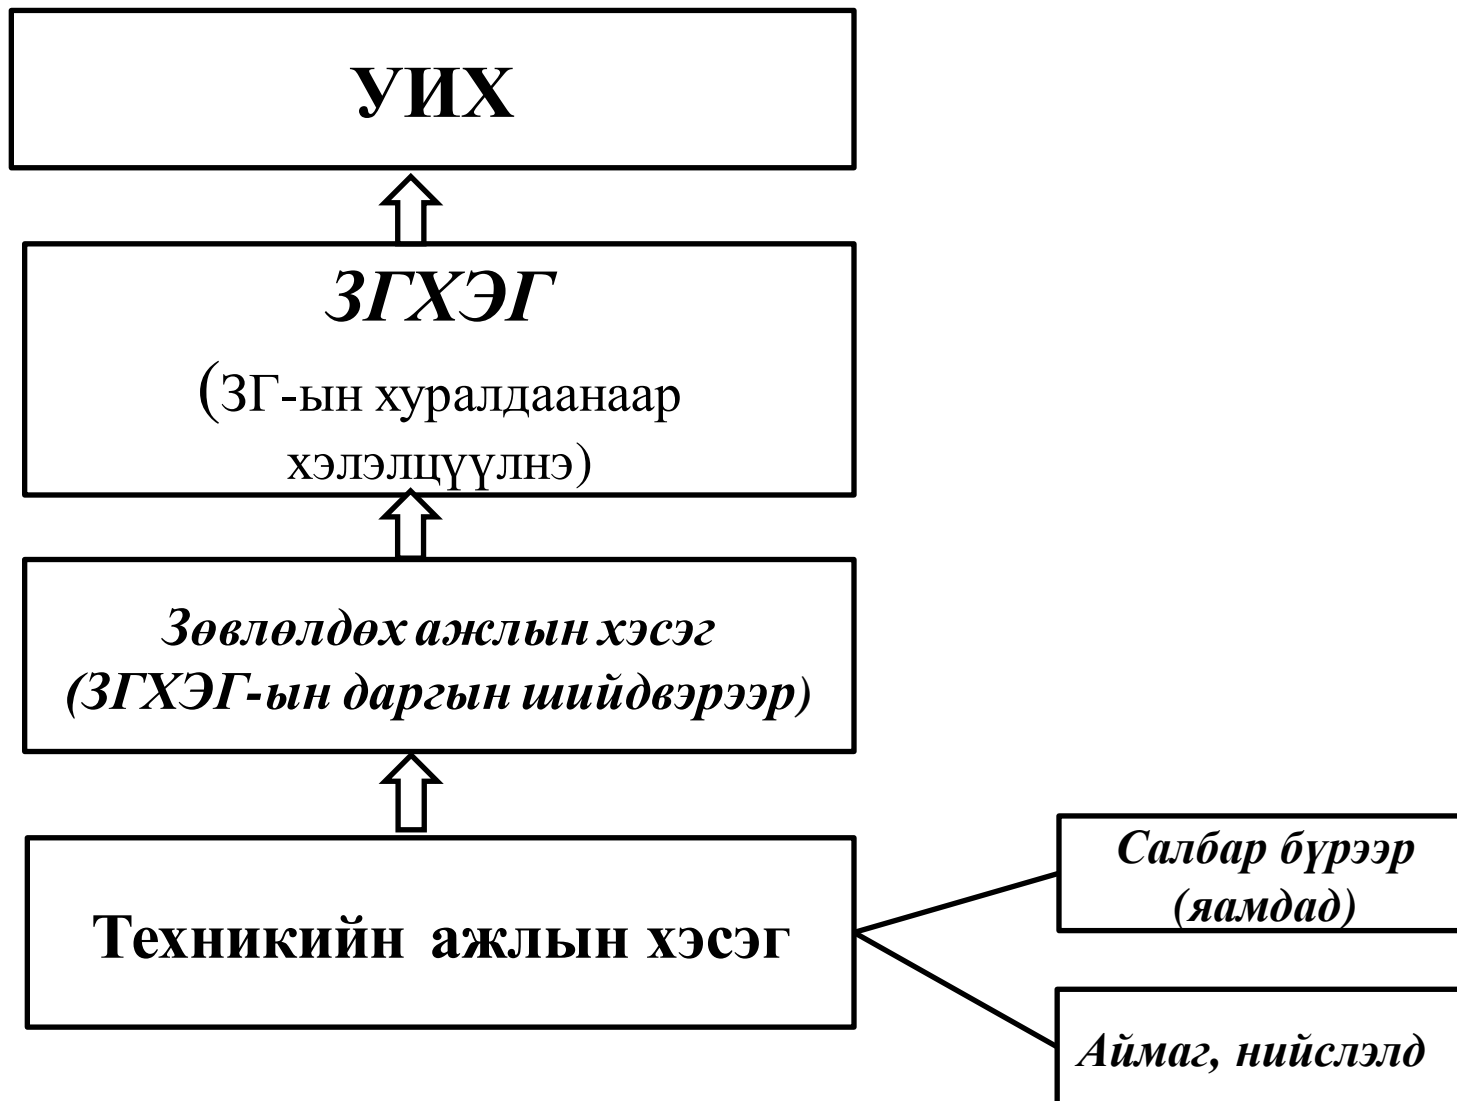 УИХ
ЗГХЭГ
(ЗГ-ын хуралдаанаар
хэлэлцүүлнэ)
Зөвлөлдөх ажлын хэсэг
(ЗГХЭГ-ын даргын шийдвэрээр)
Техникийн ажлын хэсэг
Салбар бүрээр
(яамдад)
Аймаг, нийслэлд